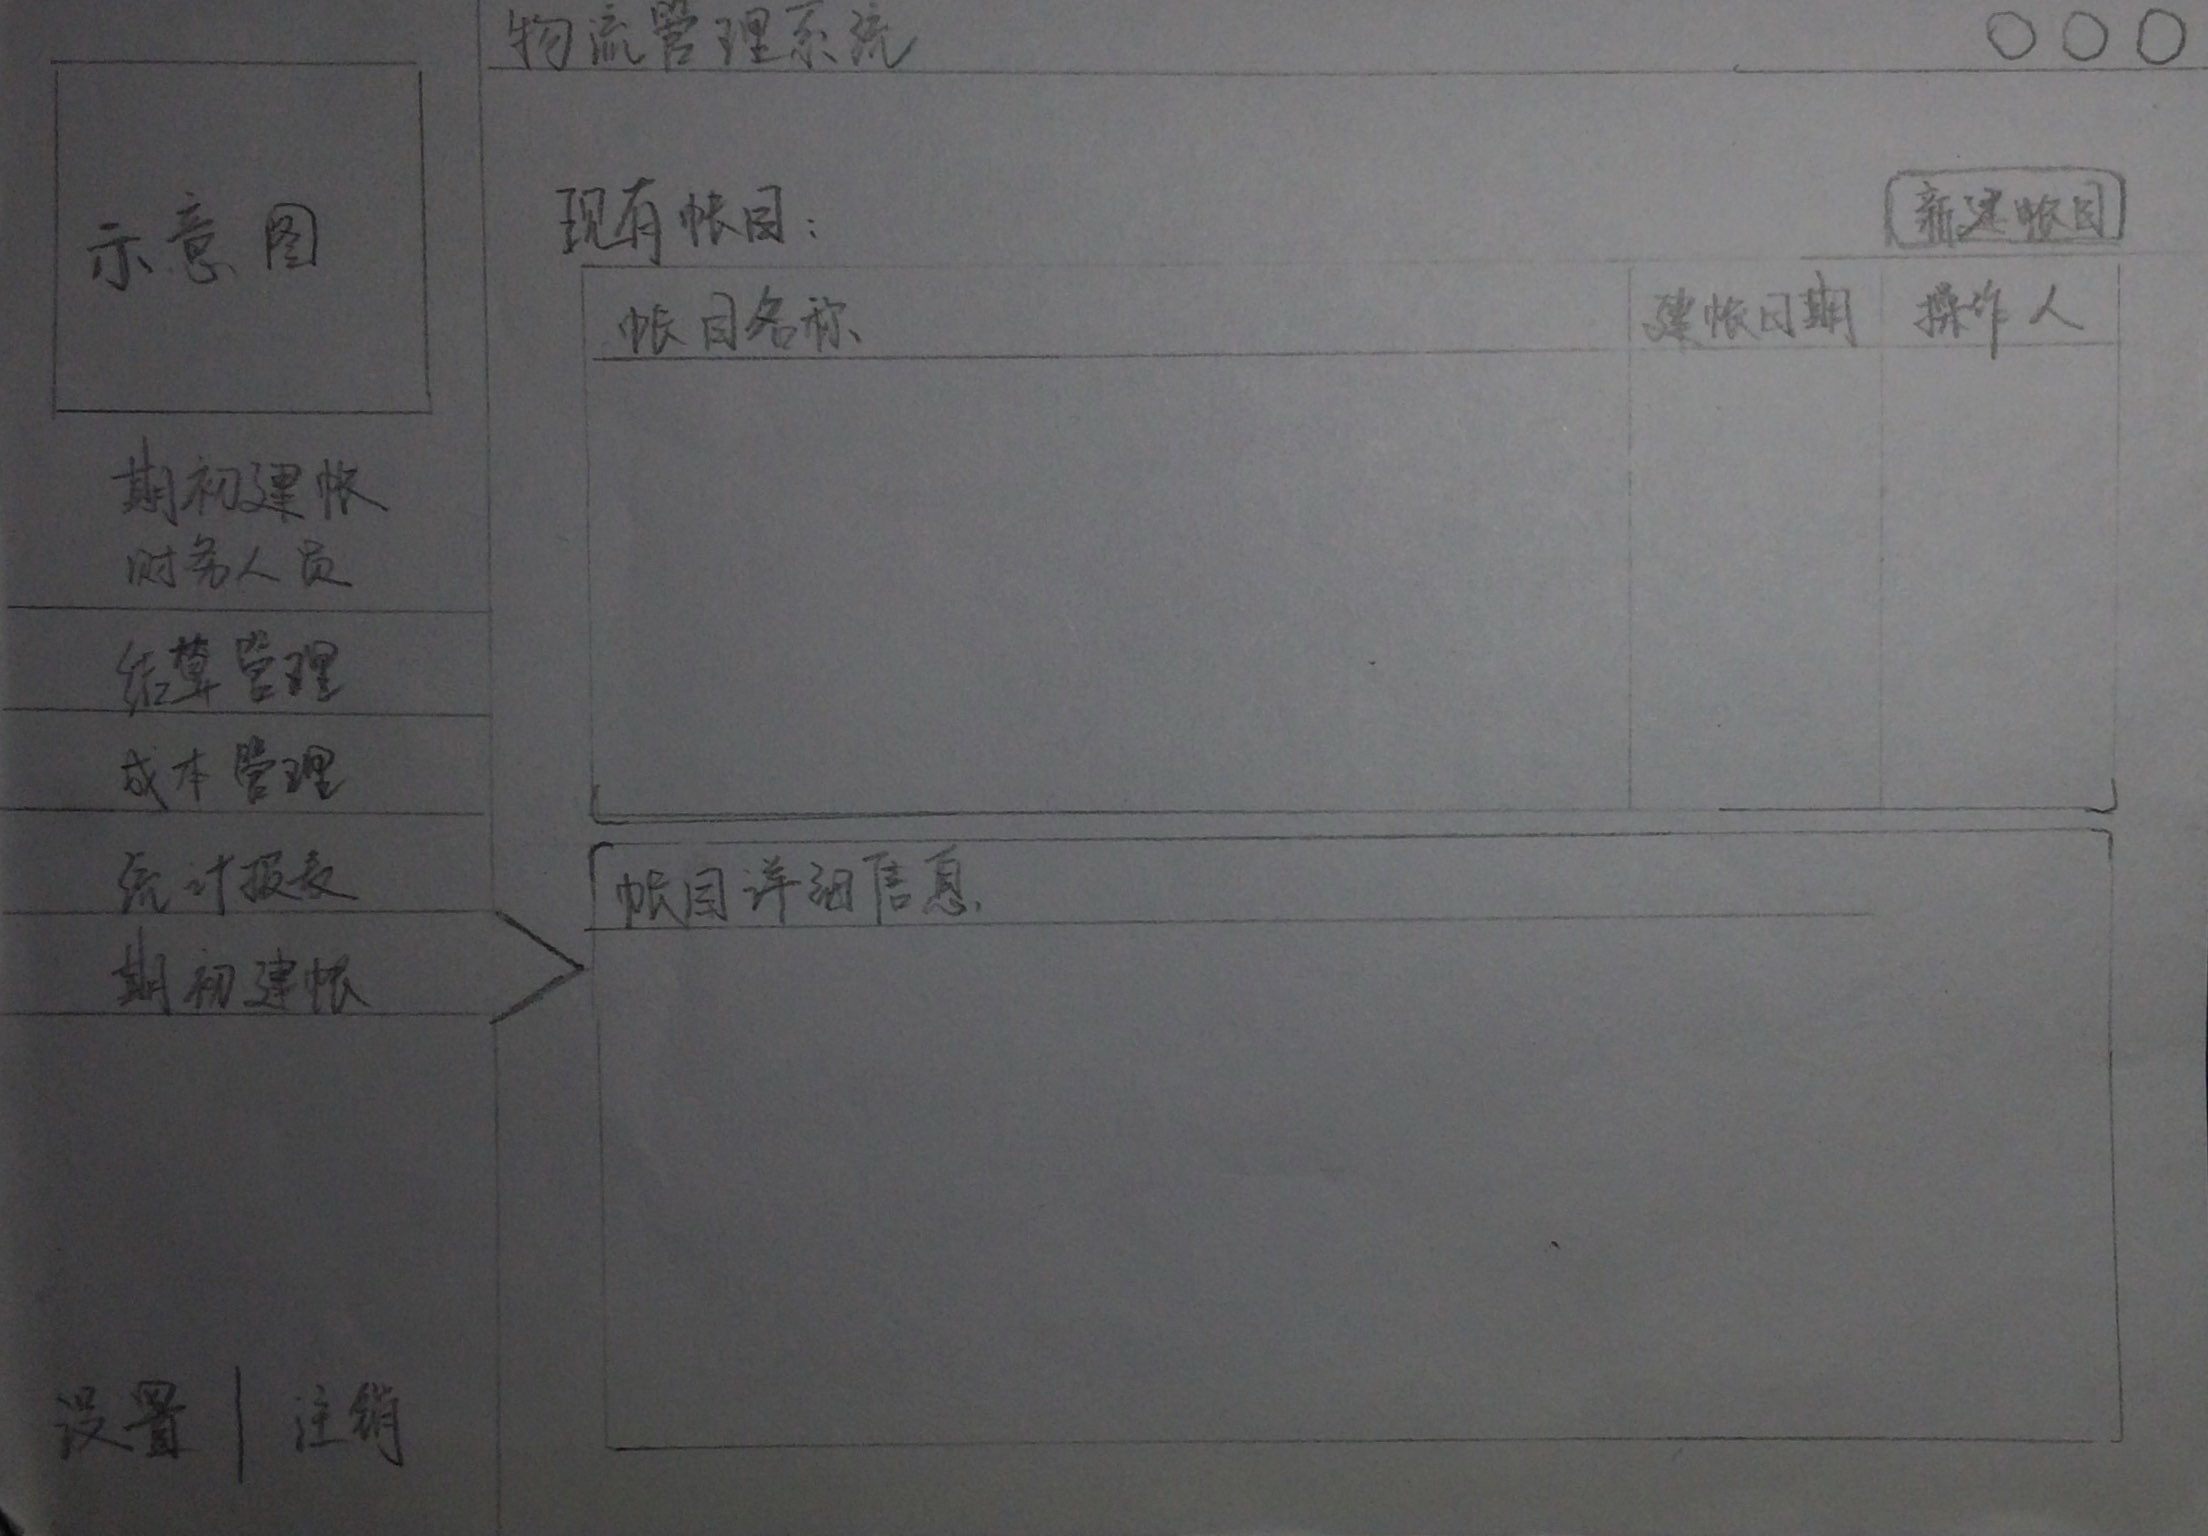 物流管理系统
示意图
期初建帐
财务人员
结算管理
成本管理
统计报表
期初建帐
设置 | 注销
现有帐目：
新建帐目
帐目名称 建帐日期 操作人
帐目详细信息